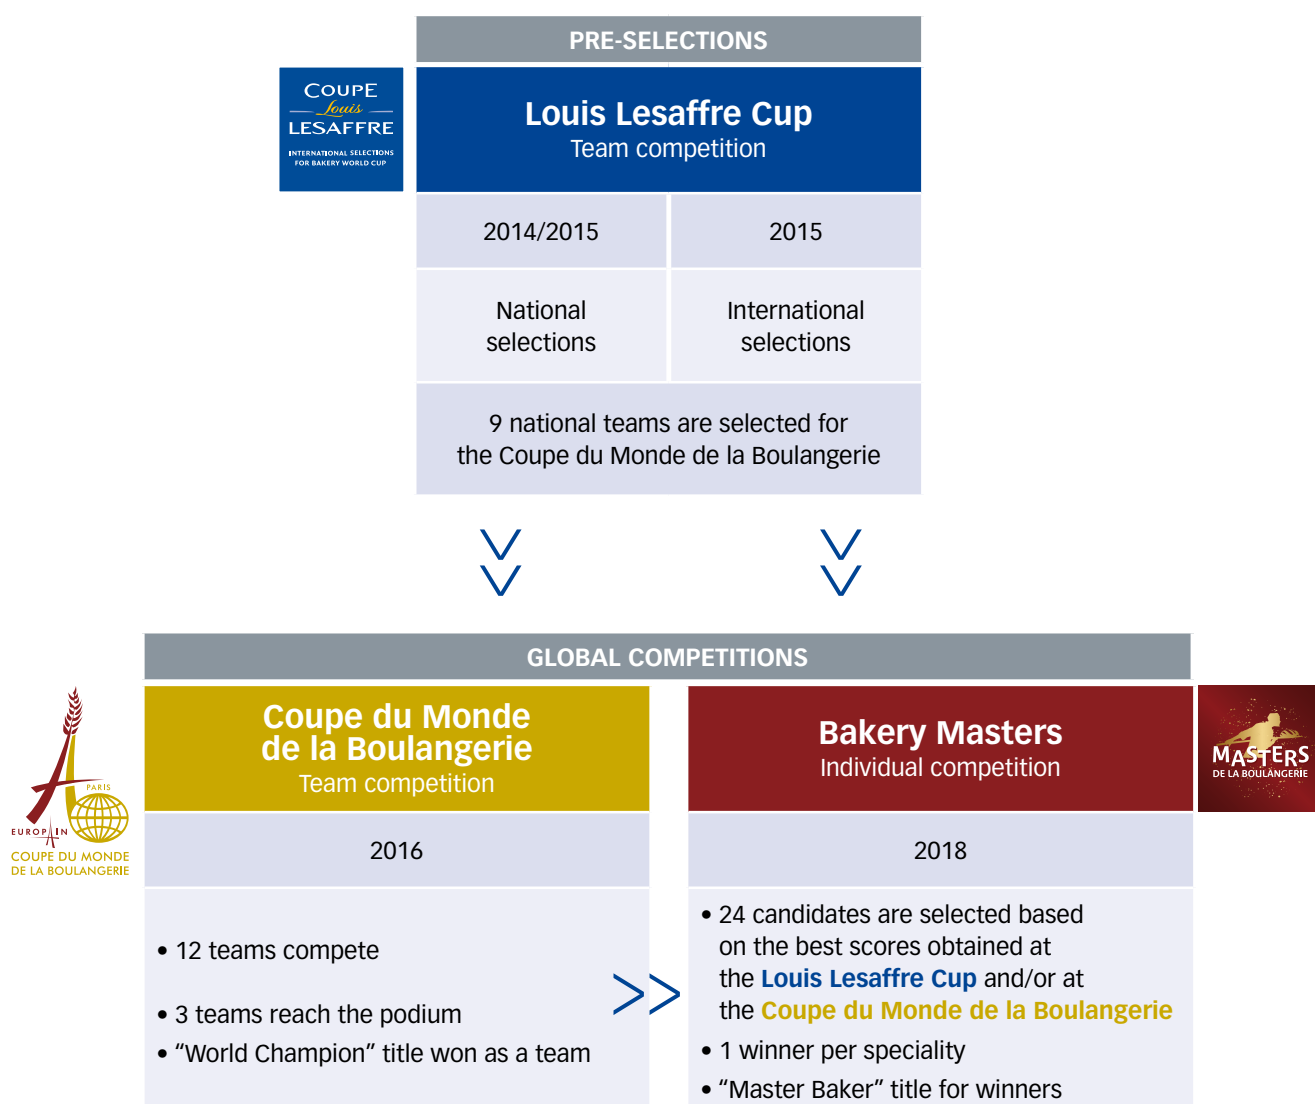 PRE-SELECTIONS
COUPE
Louis
LESAFFRE
INTERNATIONAL SELECTIONS
FOR BAKERY WORLD CUP
Louis Lesaffre Cup
Team competition
2014/2015
2015
National
selections
International
selections
9 national teams are selected for
the Coupe du Monde de la Boulangerie
GLOBAL COMPETITIONS
PARIS
EUROPAIN
COUPE DU MONDE
DE LA BOULANGERIE
Coupe du Monde
de la Boulangerie
Team competition
2016
• 12 teams compete
• 3 teams reach the podium
• “World Champion” title won as a team
Bakery Masters
Individual competition
MASTERS
DE LA BOULANGERIE
2018
• 24 candidates are selected based
on the best scores obtained at
the Louis Lesaffre Cup and/or at
the Coupe du Monde de la Boulangerie
• 1 winner per speciality
• “Master Baker” title for winners